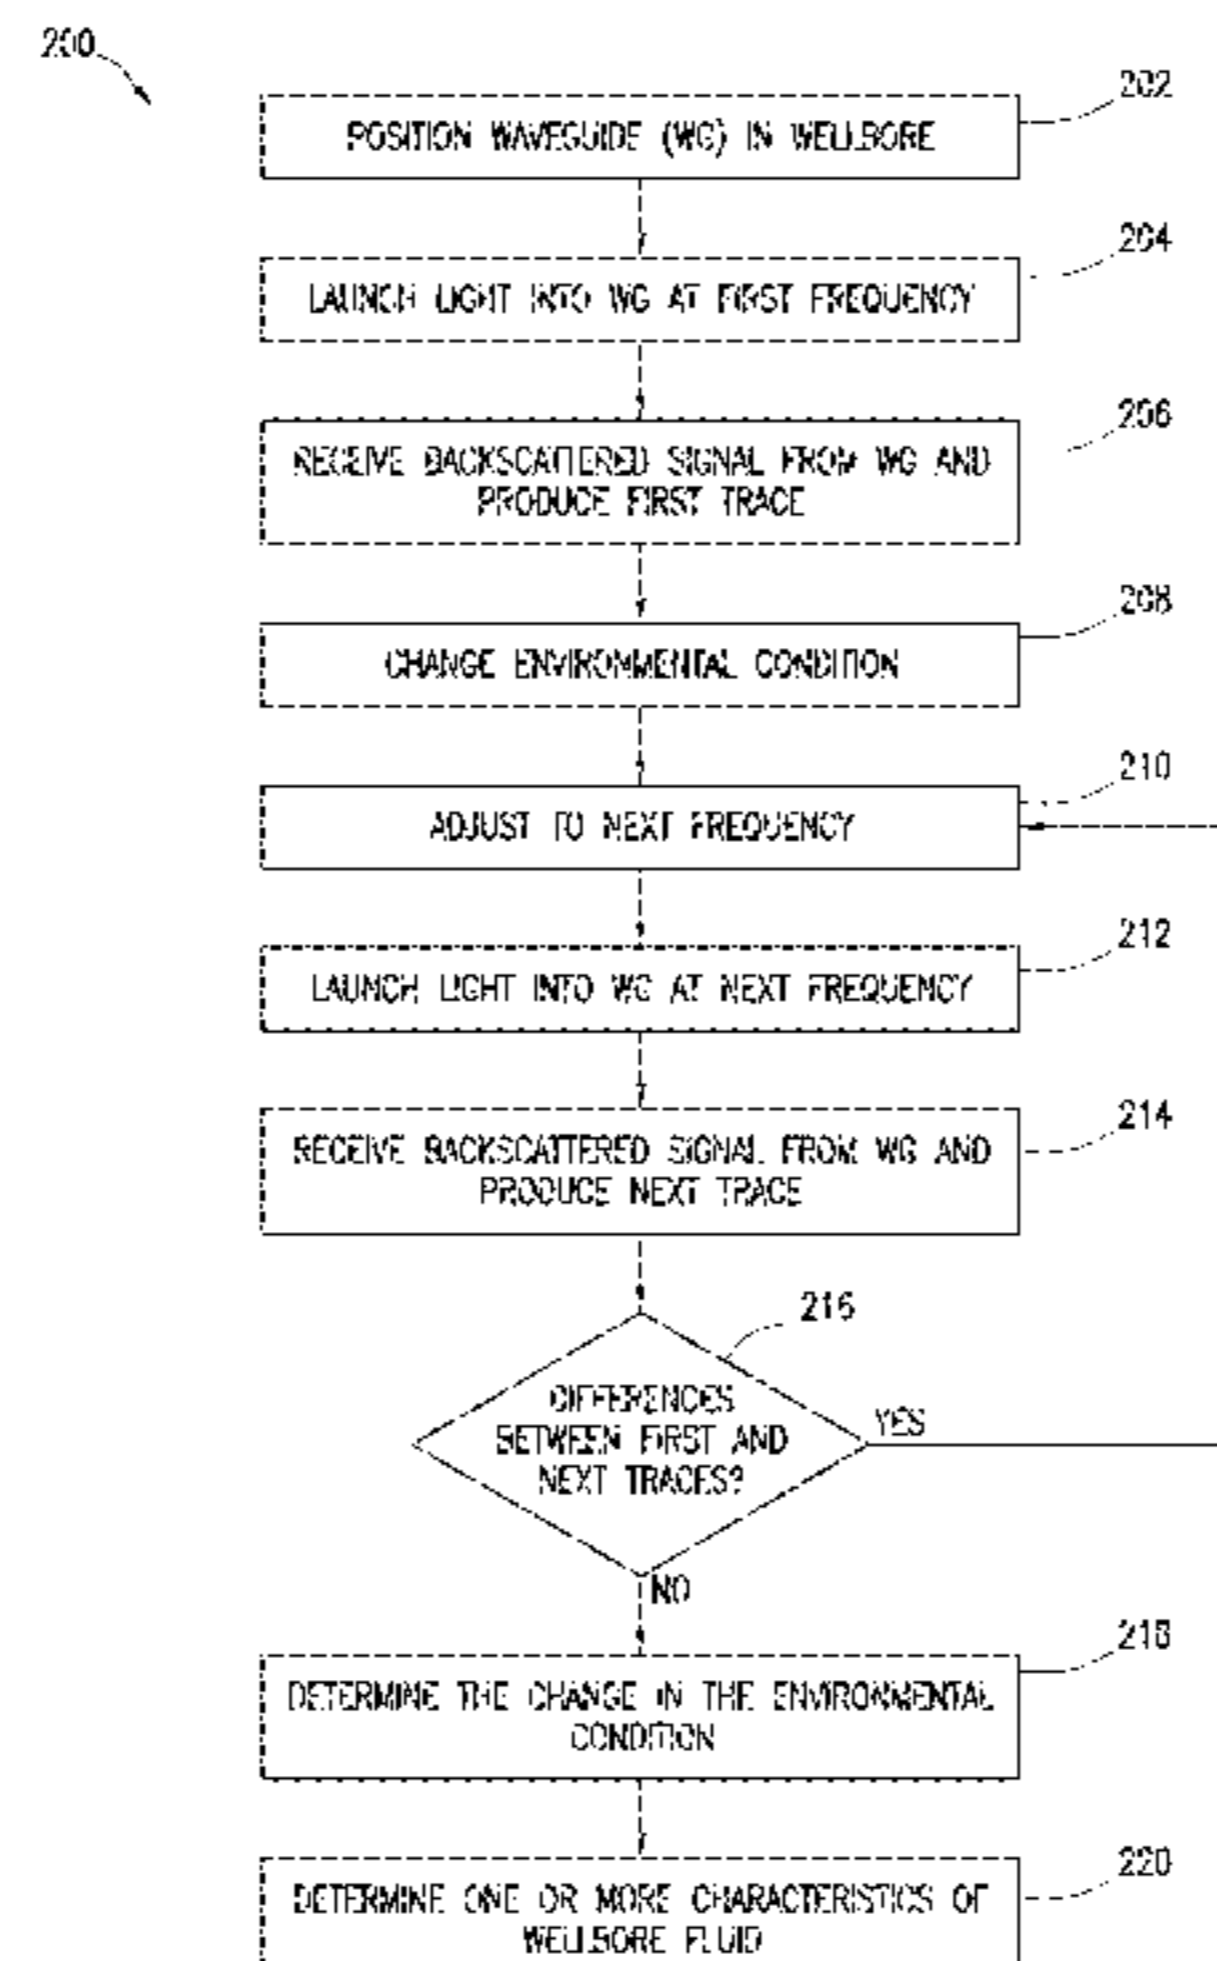 200
202
POSITION WAVEGUIDE (WG) IN WELLBORE
204
LAUNCH LIGHT INTO WG AT FIRST FREQUENCY
206
RECEIVE BACKSCATTERED SIGNAL FROM WG AND
PRODUCE FIRST TRACE
208
CHANGE ENVIRONMENTAL CONDITION
210
ADJUST TO NEXT FREQUENCY
212
LAUNCH LIGHT INTO WG AT NEXT FREQUENCY
214
RECEIVE BACKSCATTERED SIGNAL FROM WG AND
PRODUCE NEXT TRACE
216
DIFFERENCES
BETWEEN FIRST AND
NEXT TRACES?
YES
NO
218
DETERMINE THE CHANGE IN THE ENVIRONMENTAL
CONDITION
220
DETERMINE ONE OR MORE CHARACTERISTICS OF
WELLBORE FLUID